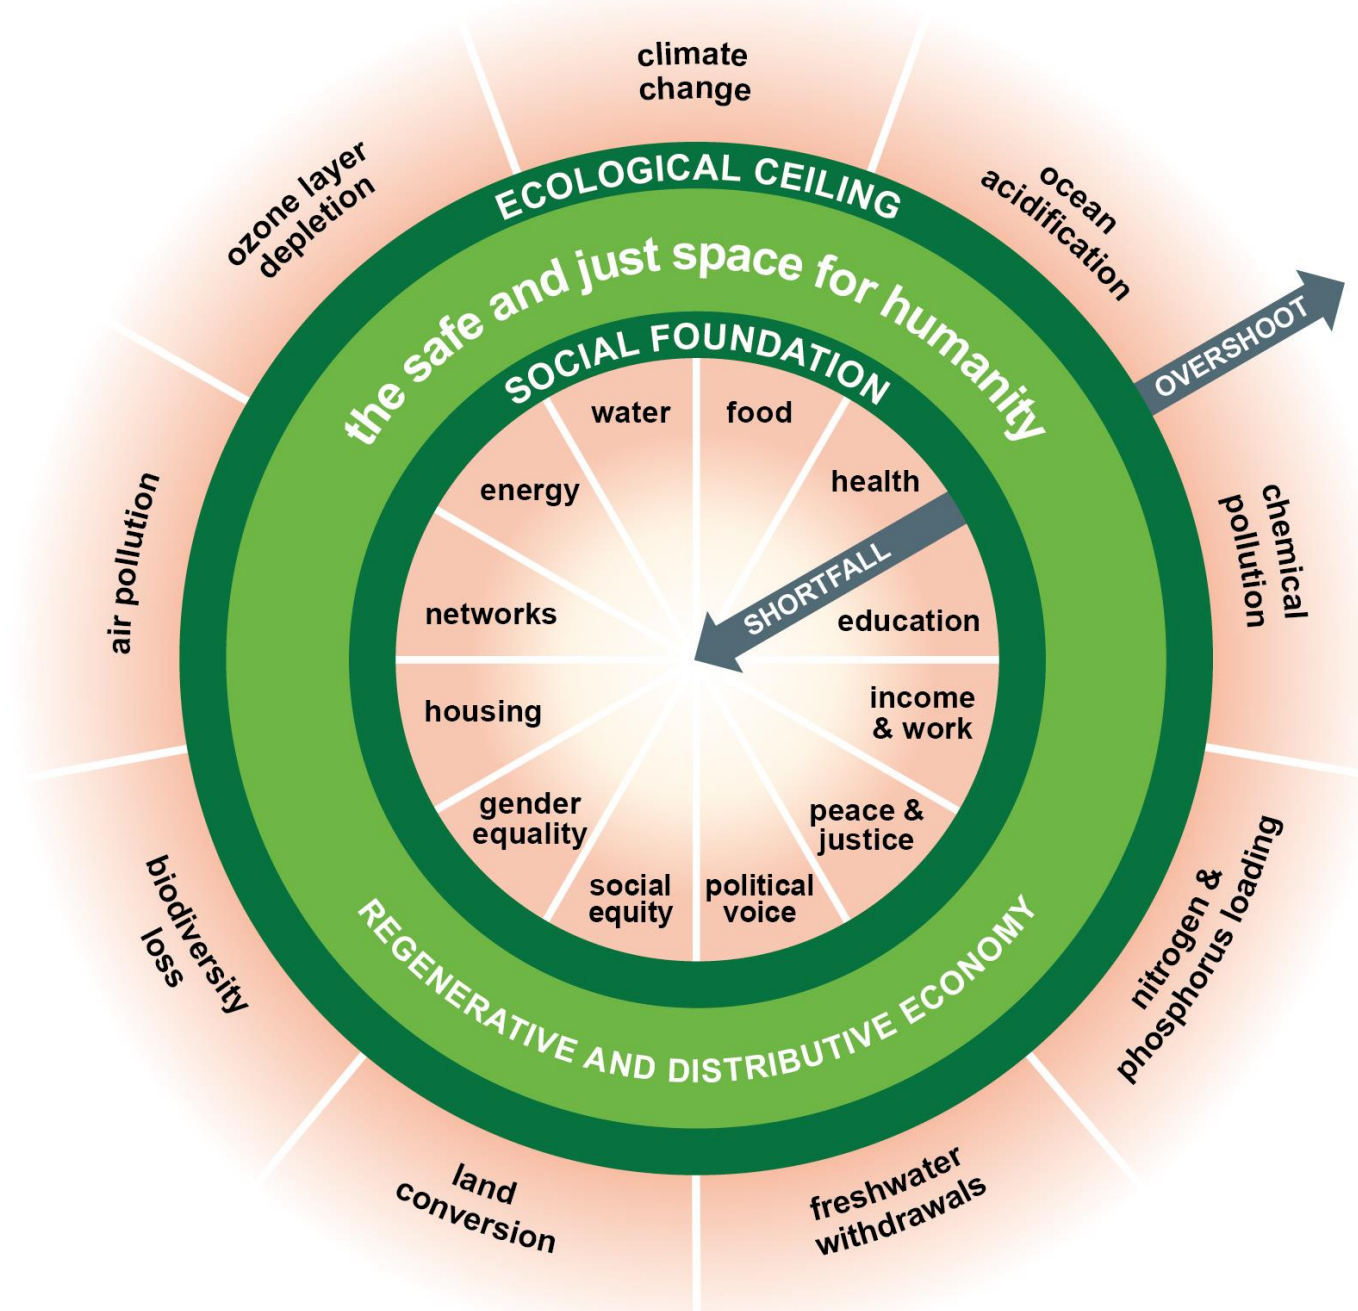 climate
change
ocean
acidification
chemical
pollution
nitrogen &
phosphorus loading
freshwater
withdrawals
land
conversion
biodiversity
loss
air pollution
ozone layer
depletion
ECOLOGICAL CEILING
the safe and just space for humanity
SOCIAL FOUNDATION
OVERSHOOT
water
food
health
SHORTFALL
education
income
& work
peace &
justice
political
voice
social
equity
gender
equality
housing
networks
energy
REGENERATIVE AND DISTRIBUTIVE ECONOMY